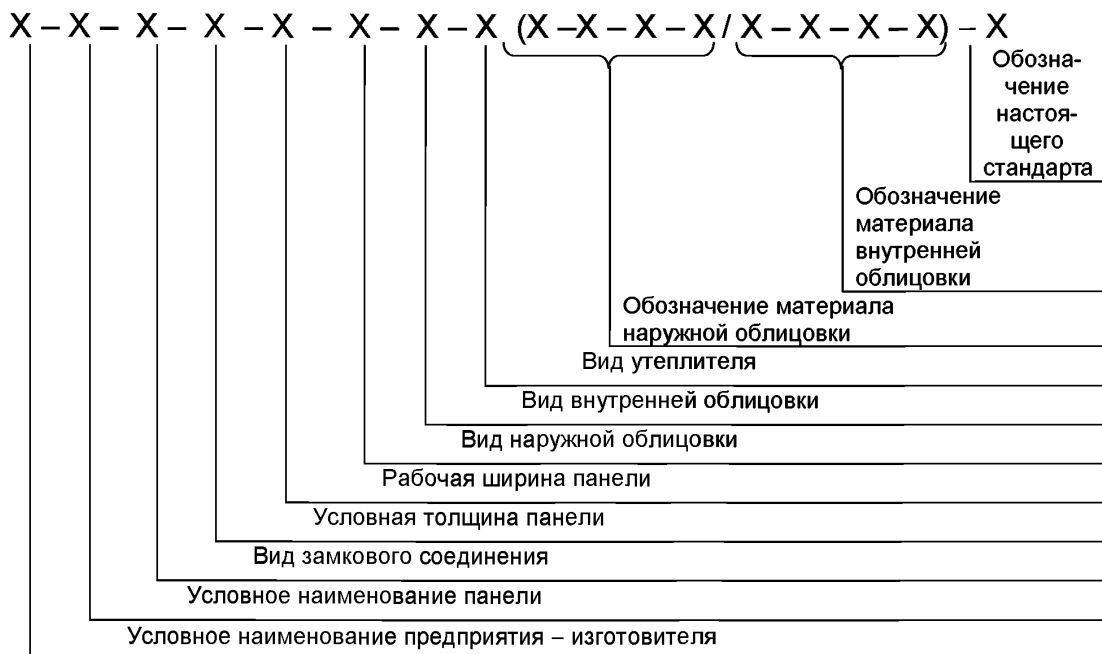 X – X – X – X – X – X – X – X (X –X – X – X / X – X – X – X) – X
Обозна-
чение
настоя-
щего
стандарта
Обозначение
материала
внутренней
облицовки
Обозначение материала
наружной облицовки
Вид утеплителя
Вид внутренней облицовки
Вид наружной облицовки
Рабочая ширина панели
Условная толщина панели
Вид замкового соединения
Условное наименование панели
Условное наименование предприятия – изготовителя